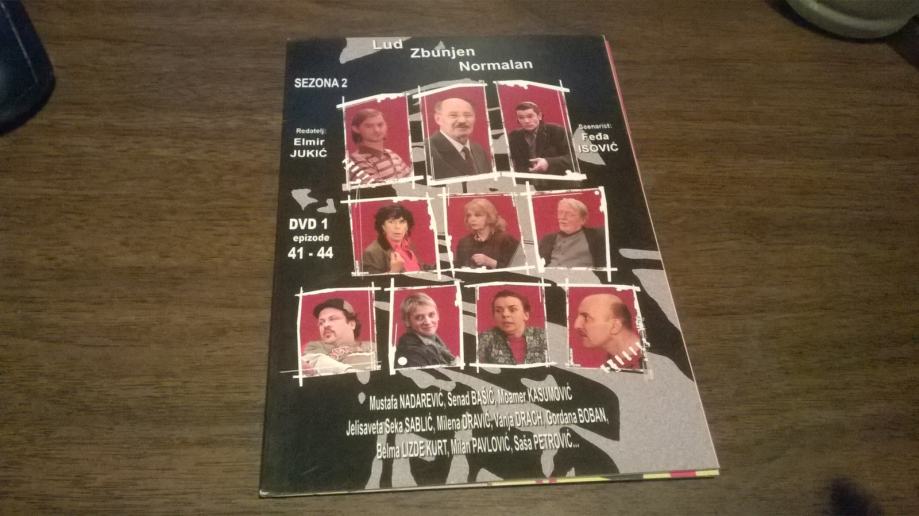 Lud
Zbunjen
Normalan
SEZONA 2
Redatelj:
Elmir
JUKIĆ
Scenarist:
Feđa
ISOVIĆ
DVD 1
epizode
41 - 44
Mustafa NADAREVIĆ, Senad BAŠIĆ, Moamer KASUMOVIĆ
Jelisaveta Seka SABLIĆ, Milena DRAVIĆ, Vanja DRACH, Gordana BOBAN,
Belma LIZDE KURT, Milan PAVLOVIĆ, Saša PETROVIĆ...